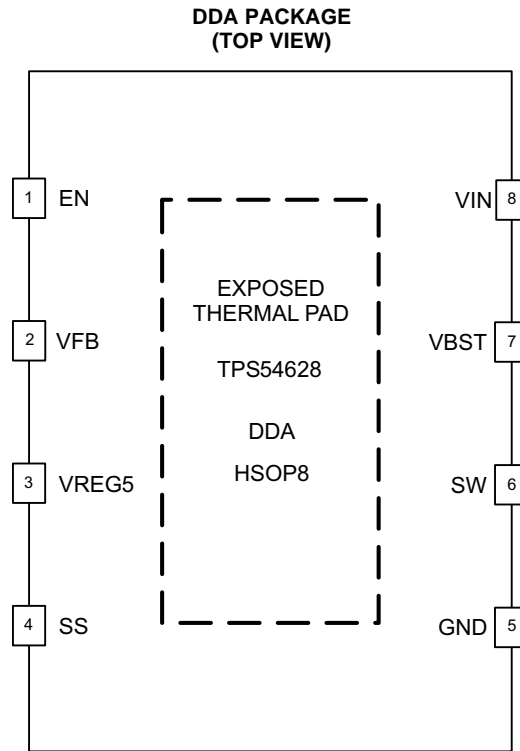 DDA PACKAGE
(TOP VIEW)
1 EN
VIN 8
EXPOSED
THERMAL PAD
2 VFB
VBST 7
TPS54628
DDA
HSOP8
3 VREG5
SW 6
4 SS
GND 5